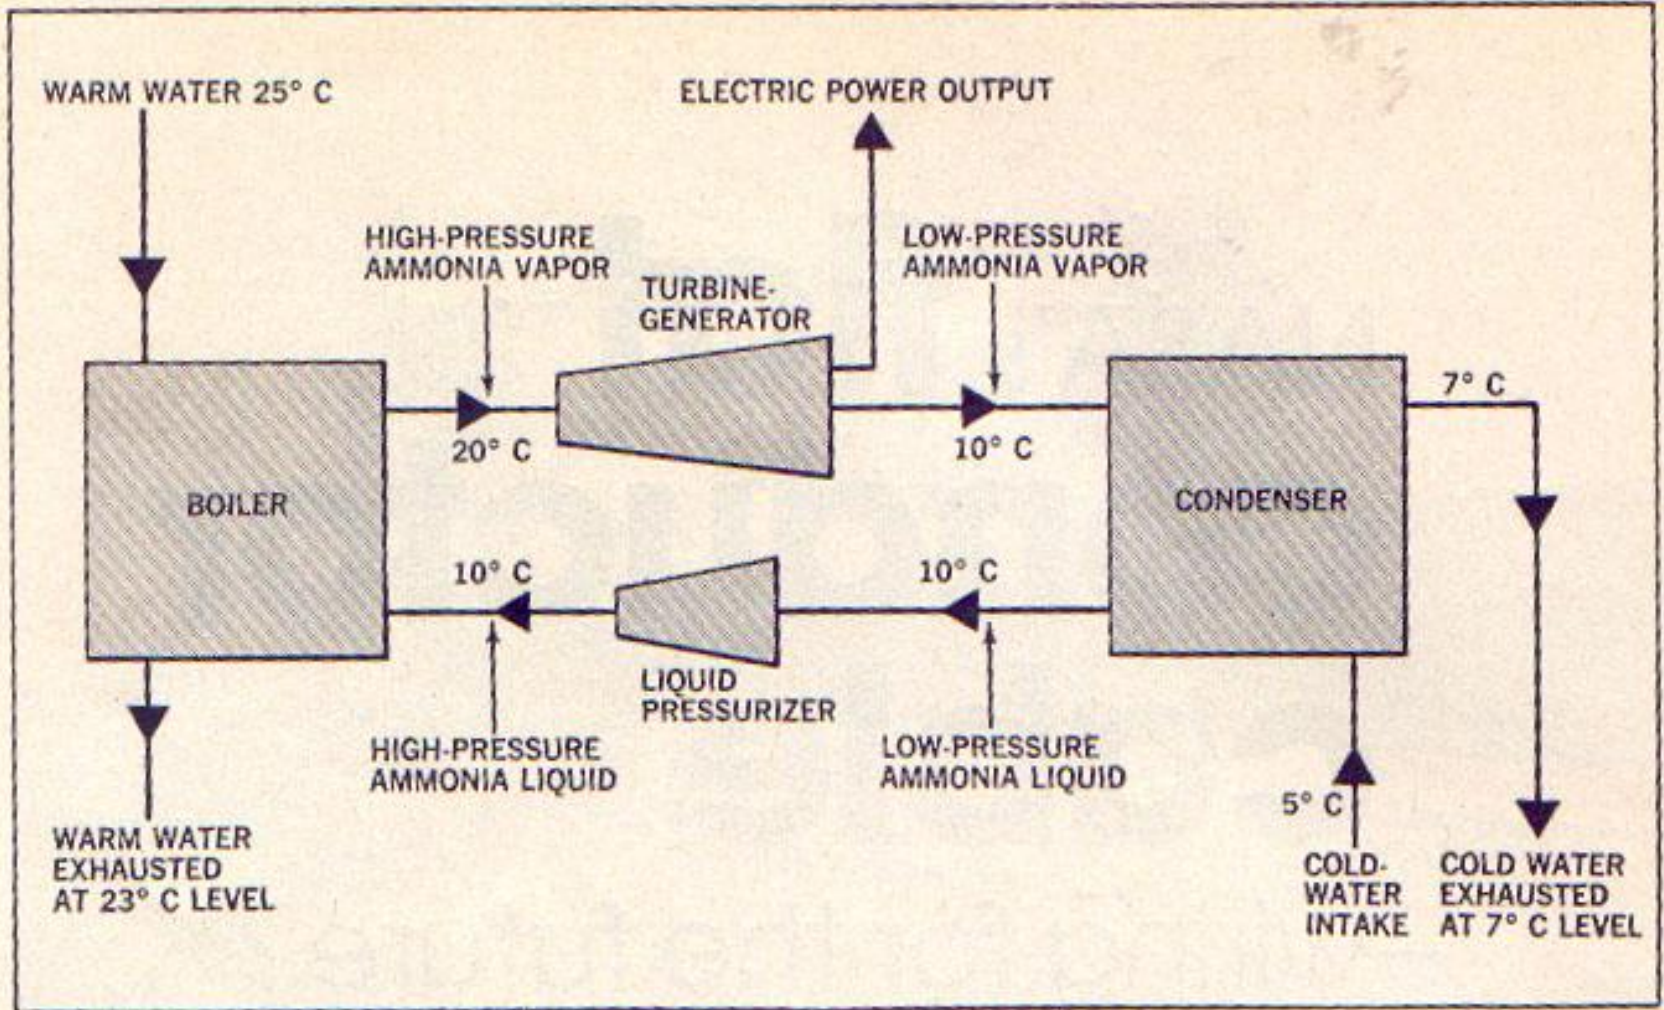 WARM WATER 25° C
ELECTRIC POWER OUTPUT
HIGH-PRESSURE
AMMONIA VAPOR
LOW-PRESSURE
AMMONIA VAPOR
TURBINE-
GENERATOR
7° C
20° C
10° C
BOILER
CONDENSER
10° C
10° C
LIQUID
PRESSURIZER
HIGH-PRESSURE
AMMONIA LIQUID
LOW-PRESSURE
AMMONIA LIQUID
5° C
WARM WATER
EXHAUSTED
AT 23° C LEVEL
COLD-
WATER
INTAKE
COLD WATER
EXHAUSTED
AT 7° C LEVEL